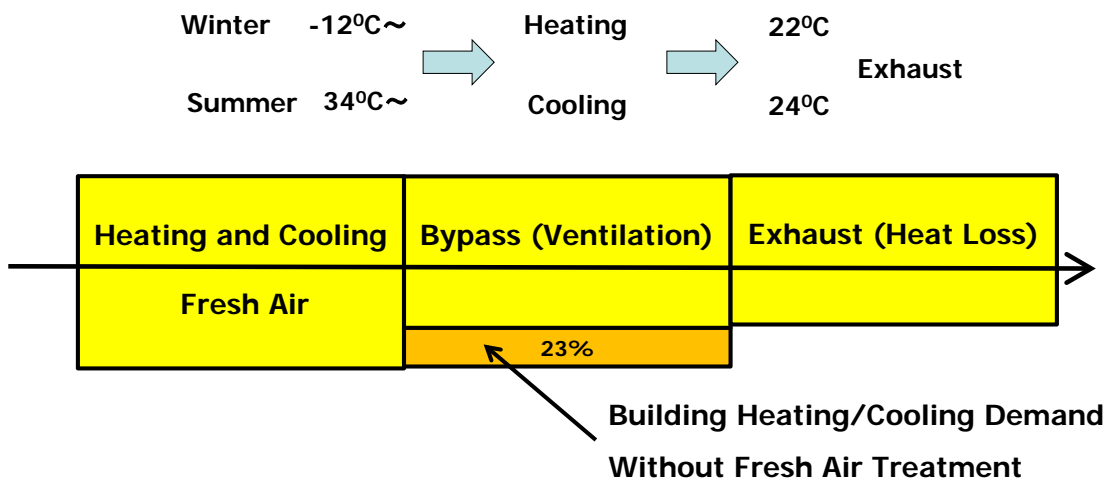 Winter -12⁰C～ Heating 22⁰C
Exhaust
Summer 34⁰C～ Cooling 24⁰C
Heating and Cooling Bypass (Ventilation) Exhaust (Heat Loss)
Fresh Air
23%
Building Heating/Cooling Demand
Without Fresh Air Treatment